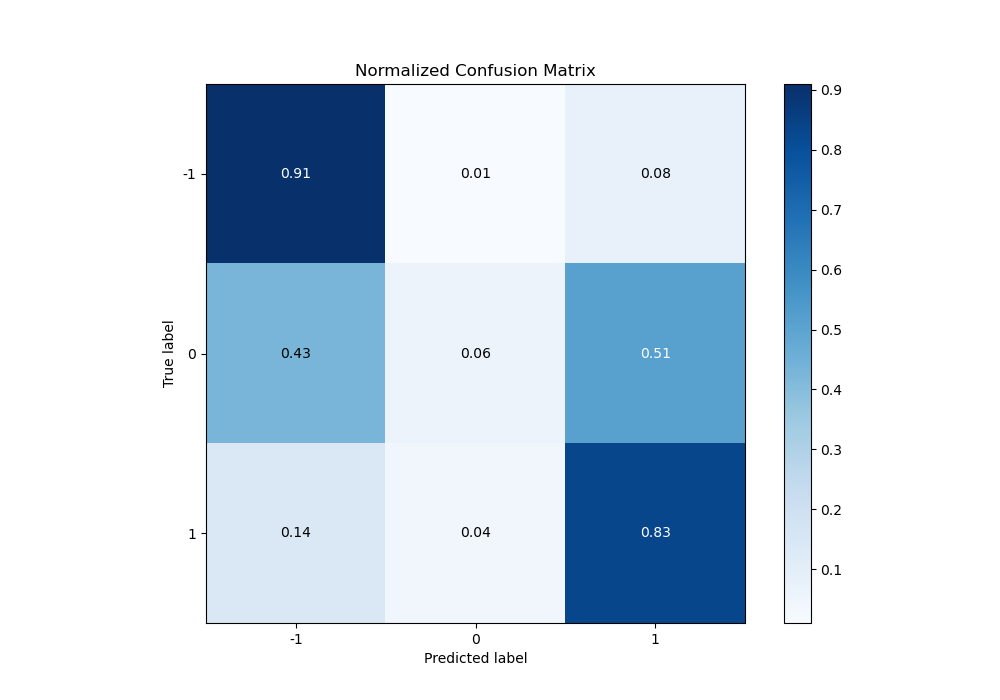 Normalized Confusion Matrix
-1 0.91 0.01 0.08
0 0.43 0.06 0.51
1 0.14 0.04 0.83
-1 0 1
True label
Predicted label
0.9
0.8
0.7
0.6
0.5
0.4
0.3
0.2
0.1